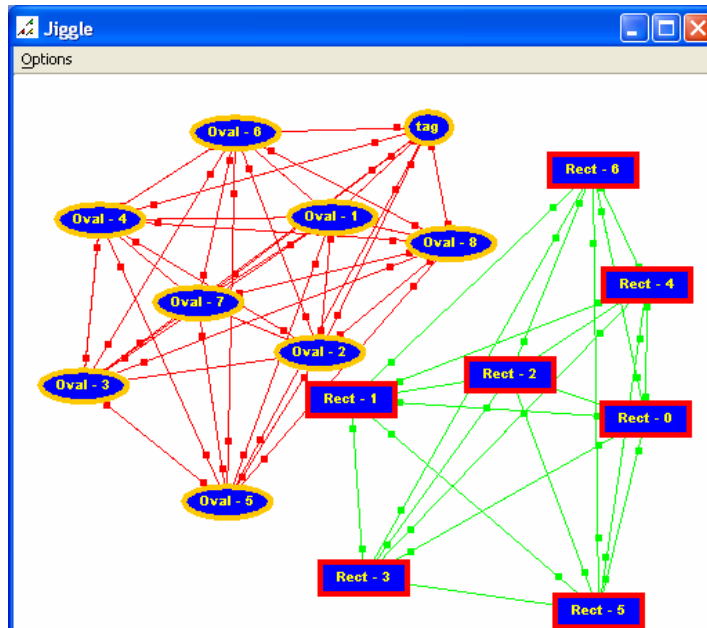 Jiggle
Options
tag
Oval - 6
Rect - 6
Oval - 1
Oval - 4
Oval - 8
Rect - 4
Oval - 7
Oval - 2
Rect - 2
Oval - 3
Rect - 1
Rect - 0
Oval - 5
Rect - 3
Rect - 5